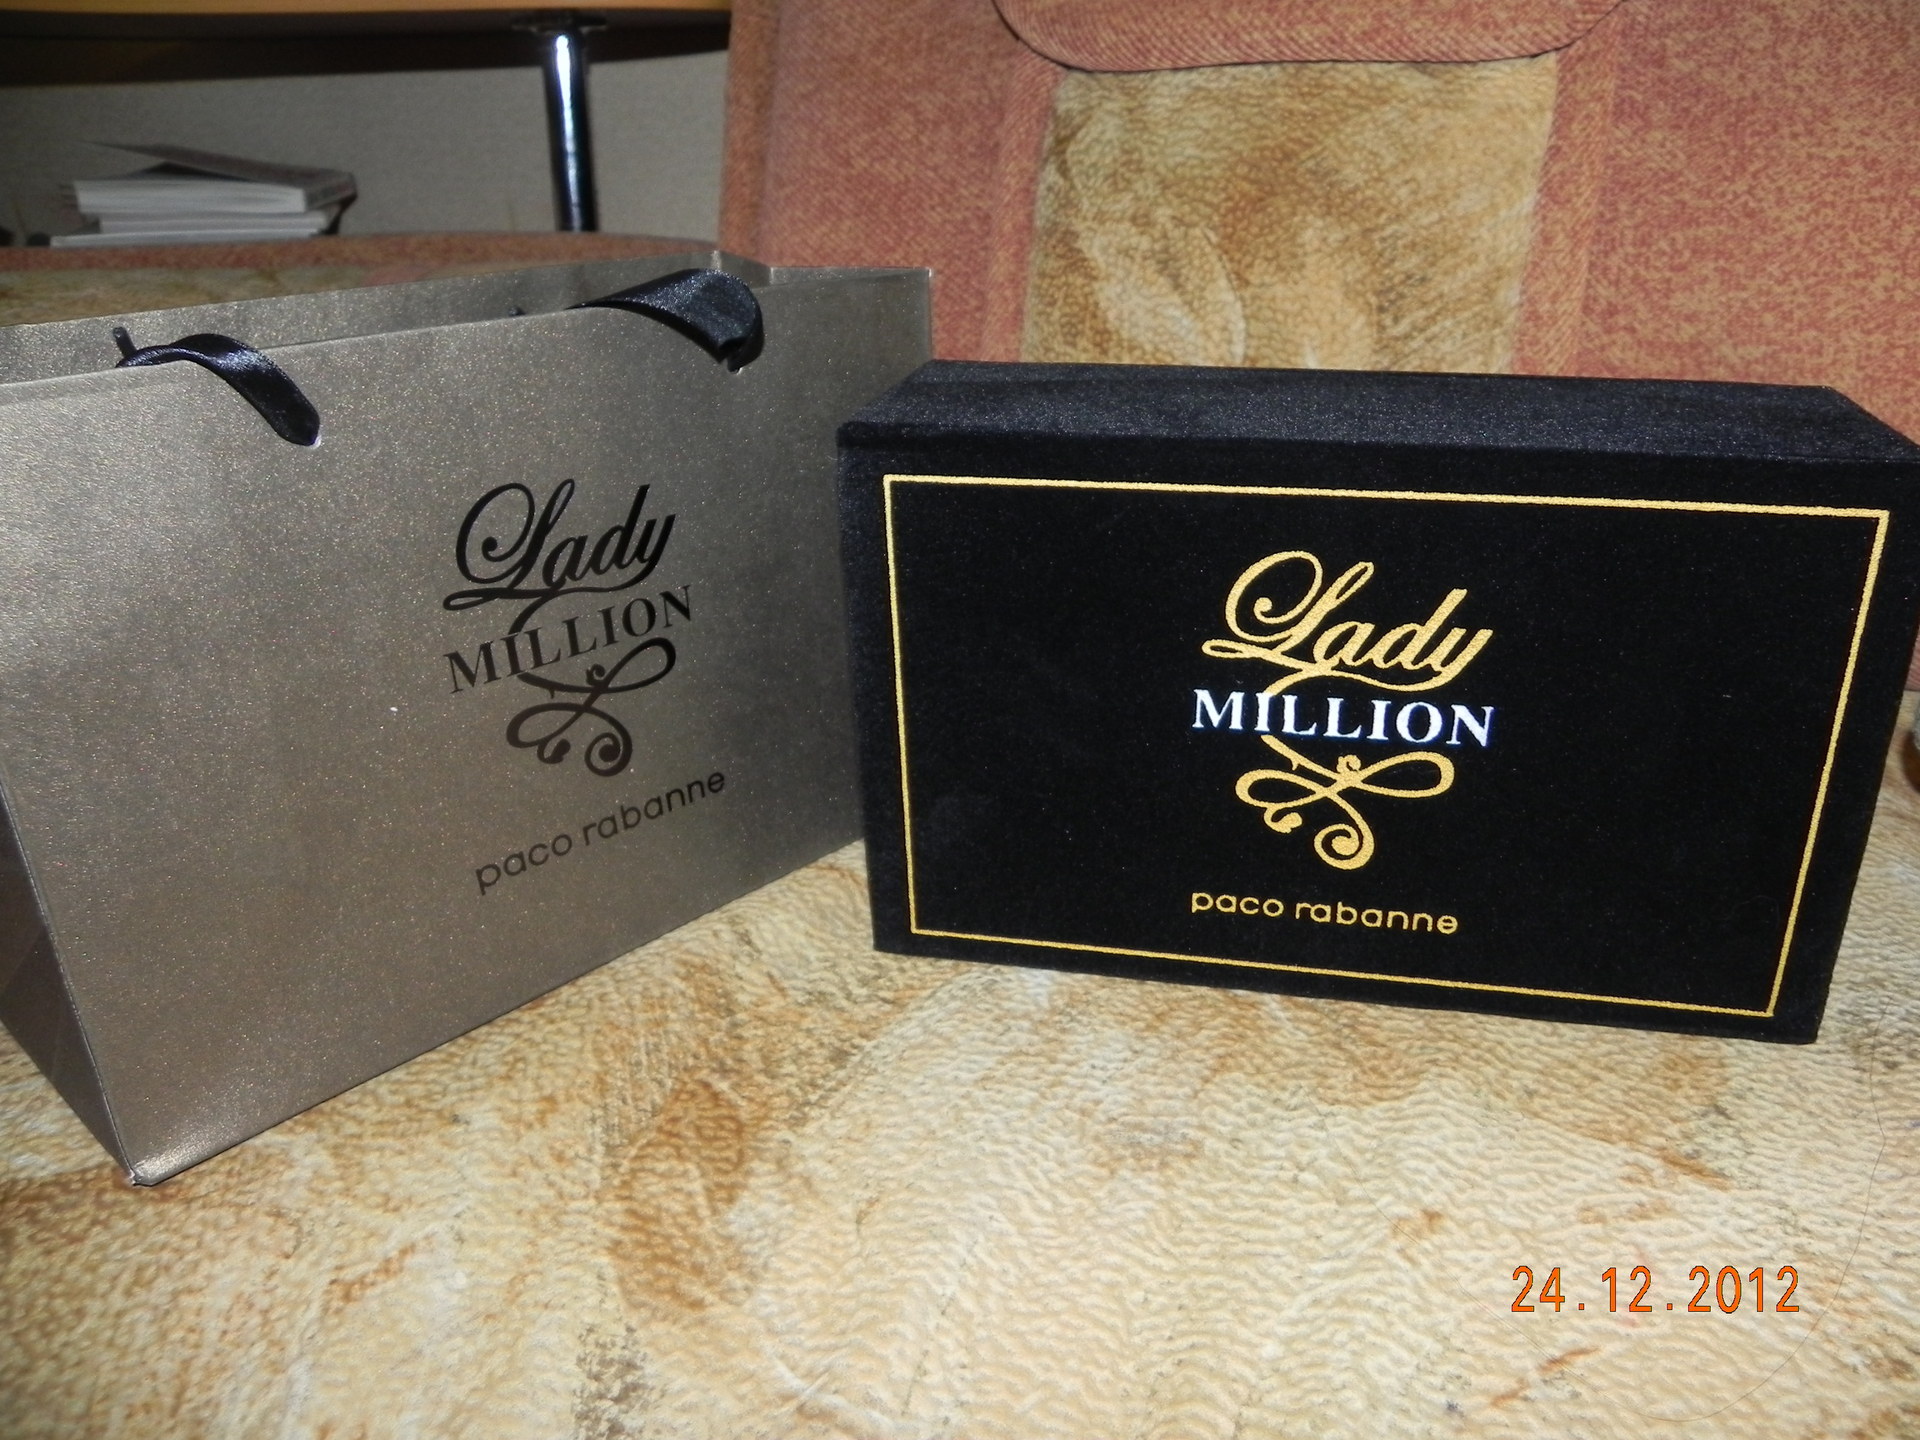 Lady
MILLION
paco rabanne
Lady
MILLION
paco rabanne
24.12.2012